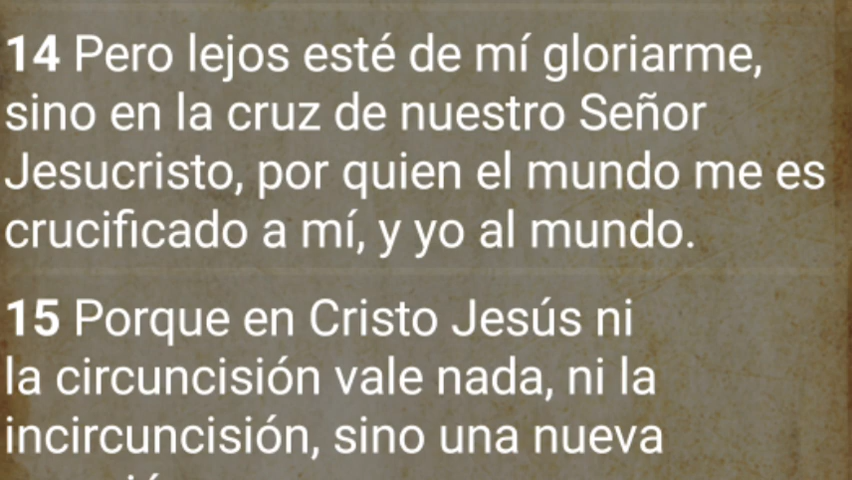 14 Pero lejos esté de mí gloriarme,
sino en la cruz de nuestro Señor
Jesucristo, por quien el mundo me es
crucificado a mí, y yo al mundo.
15 Porque en Cristo Jesús ni
la circuncisión vale nada, ni la
incircuncisión, sino una nueva